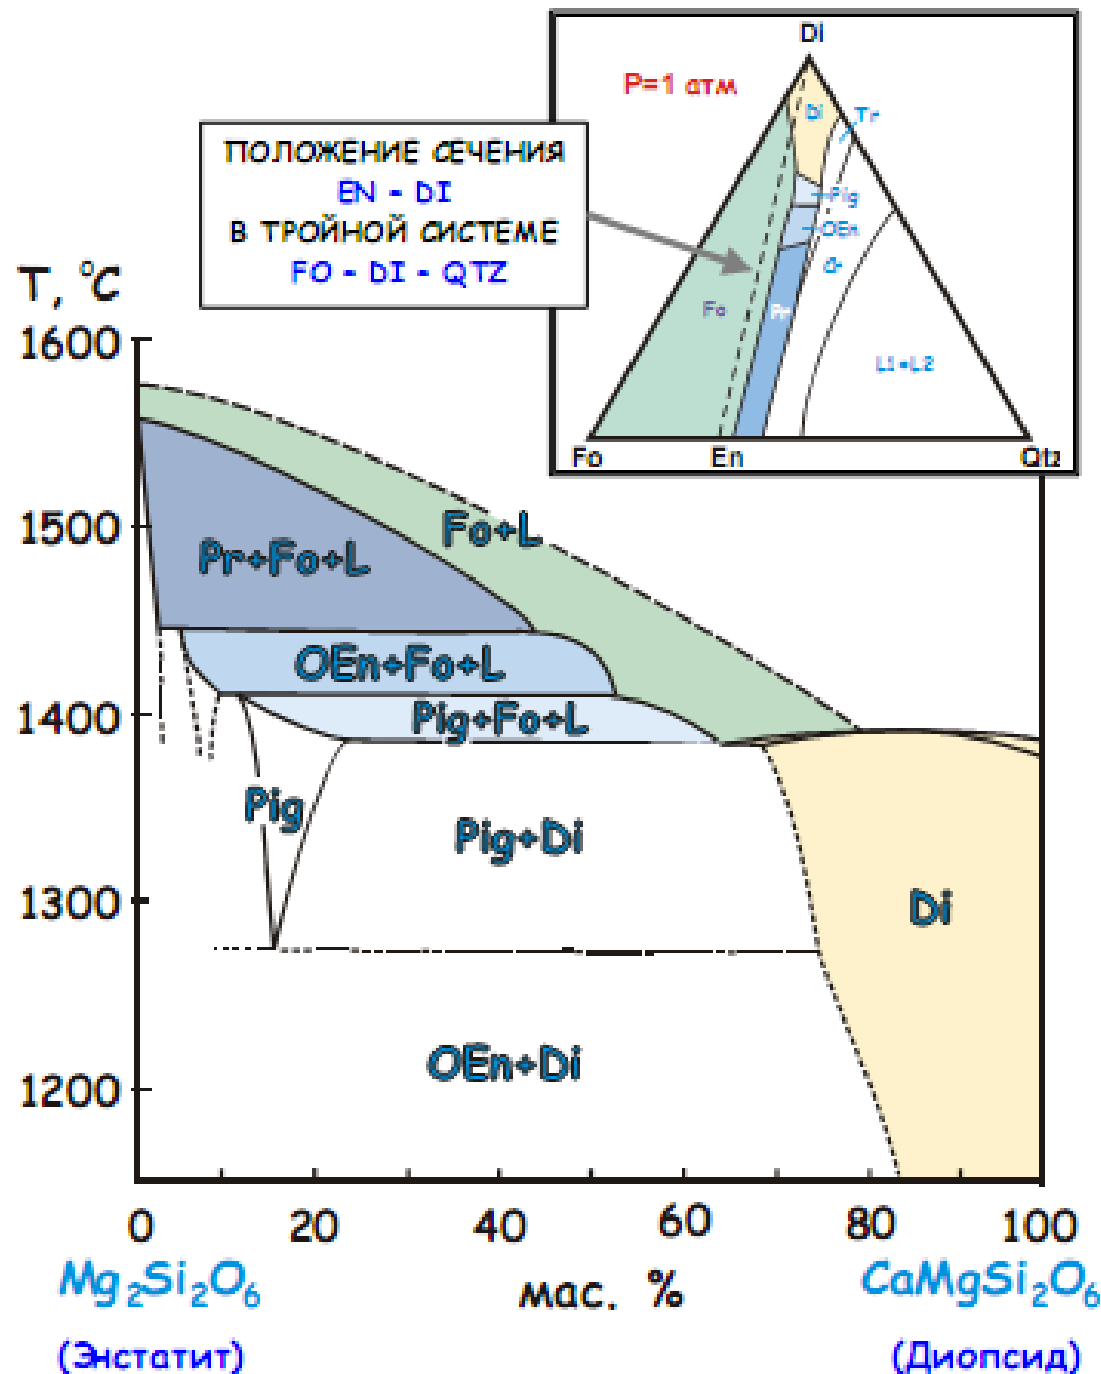 Di
P=1 атм
Di
Tr
ПОЛОЖЕНИЕ СЕЧЕНИЯ
EN - DI
В ТРОЙНОЙ СИСТЕМЕ
FO - DI - QTZ
Pig
OEn
Cr
Fo
Pr
L1+L2
Fo
En
Qtz
T, °C
1600
1500
1400
1300
1200
Fo+L
Pr+Fo+L
OEn+Fo+L
Pig+Fo+L
Pig
Pig+Di
Di
OEn+Di
0
20
40
60
80
100
Mg₂Si₂O₆
мас. %
CaMgSi₂O₆
(Энстатит)
(Диопсид)